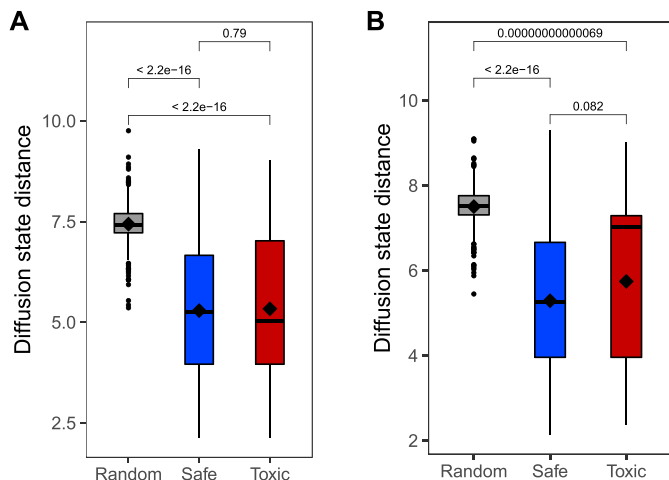 A
0.79
< 2.2e−16
< 2.2e−16
Diffusion state distance
10.0
7.5
5.0
2.5
Random Safe Toxic
B
0.00000000000069
< 2.2e−16
0.082
Diffusion state distance
10
8
6
4
2
Random Safe Toxic